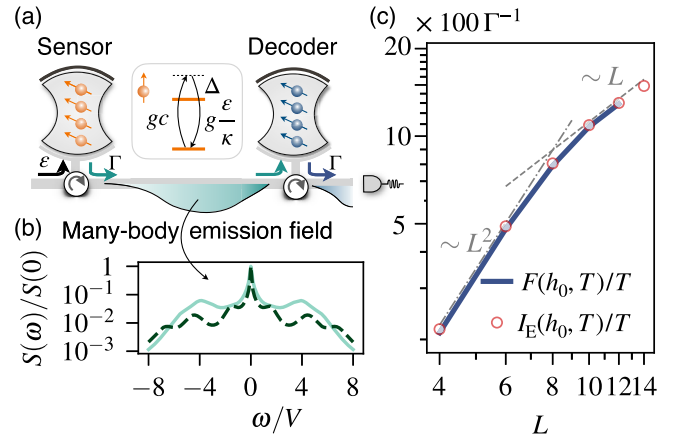 (a)
Sensor
Decoder
Δ
gc
g ε/κ
ε
Γ
Γ
(b)
Many-body emission field
S(ω)/S(0)
1
10⁻¹
10⁻²
10⁻³
−8
−4
0
4
8
ω/V
(c)
× 100 Γ⁻¹
20
10
5
∼ L
∼ L²
F(h₀, T)/T
I_E(h₀, T)/T
4
6
8
10
12
14
L